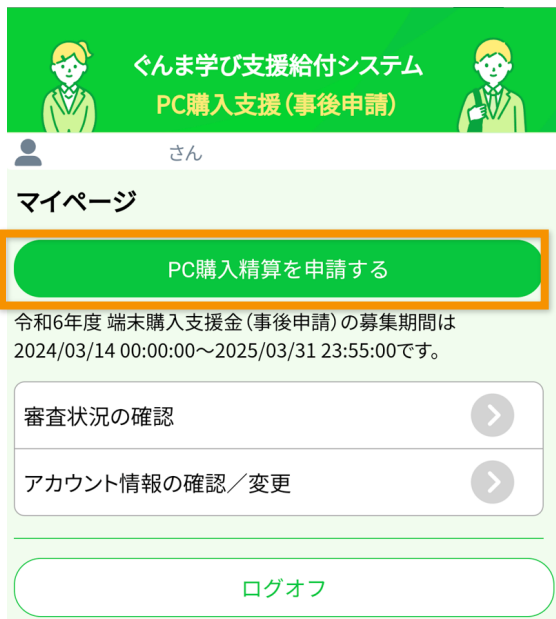 ぐんま学び支援給付システム
PC購入支援（事後申請）
さん
マイページ
PC購入精算を申請する
令和6年度 端末購入支援金（事後申請）の募集期間は
2024/03/14 00:00:00～2025/03/31 23:55:00です。
審査状況の確認
アカウント情報の確認／変更
ログオフ